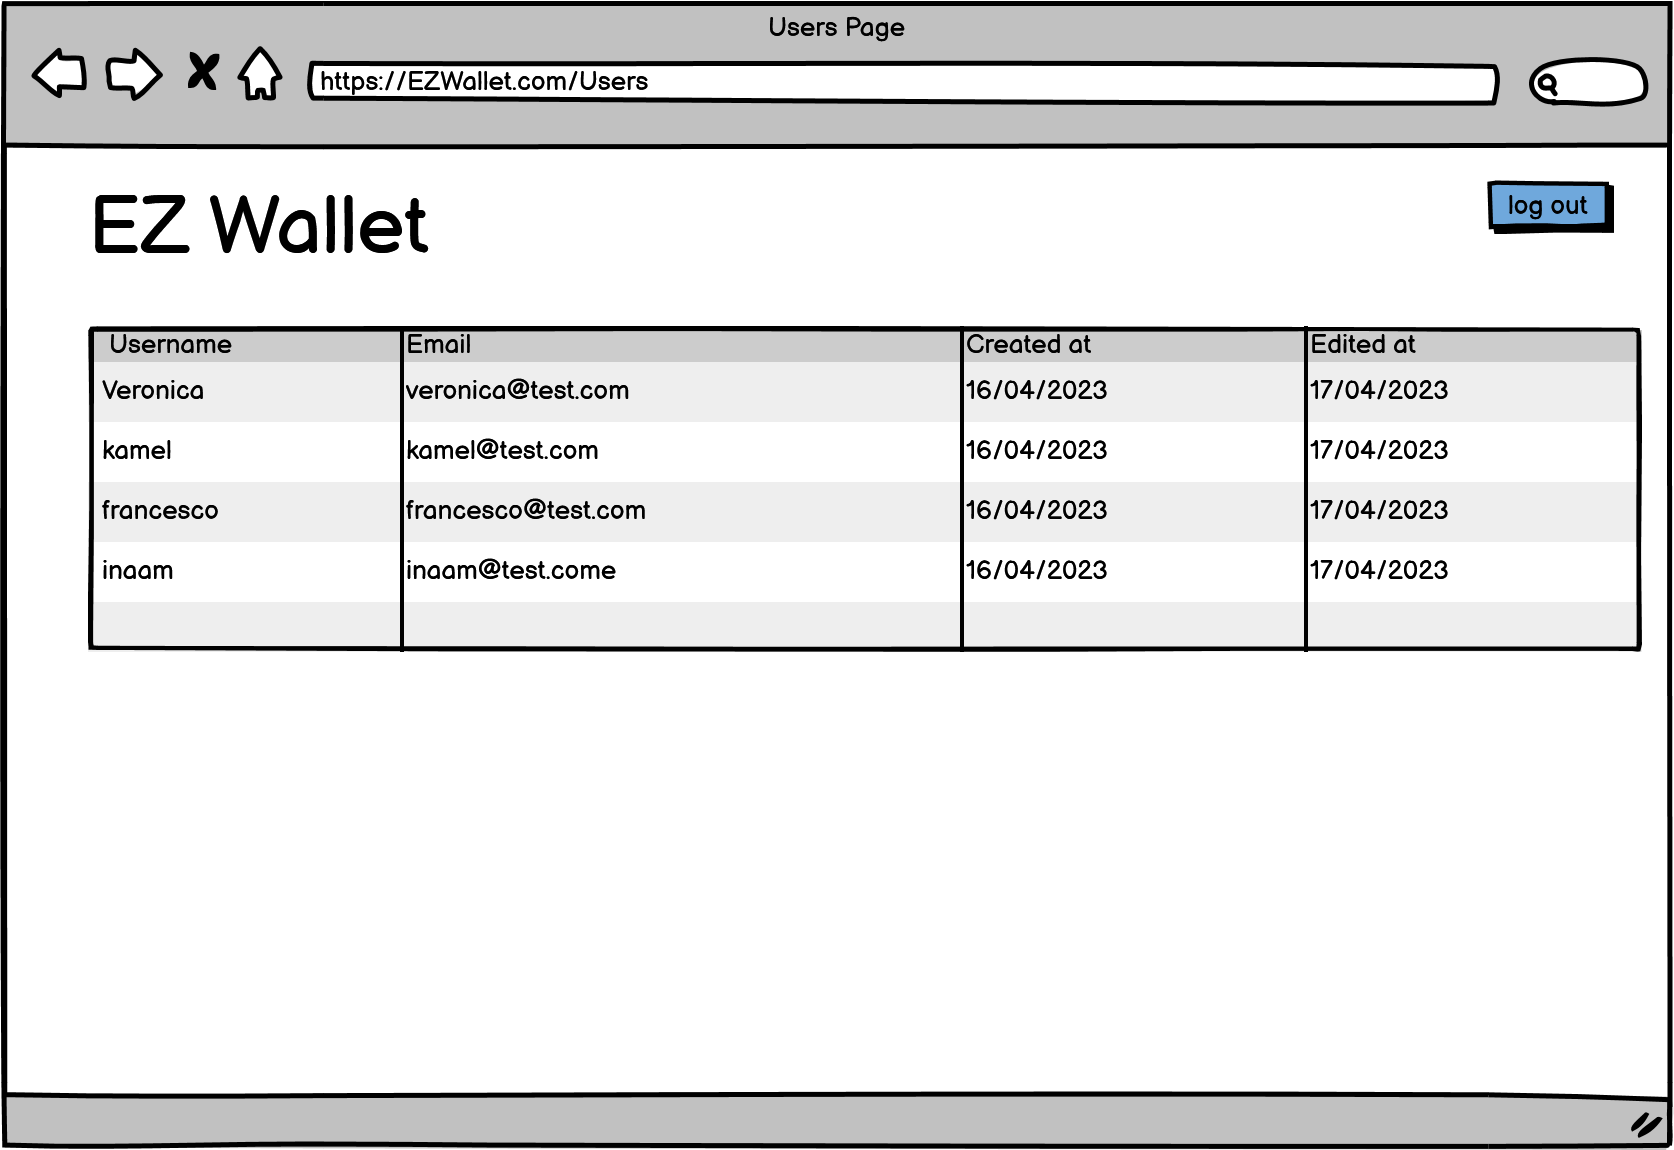 Users Page
https://EZWallet.com/Users
EZ Wallet
log out
Username Email Created at Edited at
Veronica veronica@test.com 16/04/2023 17/04/2023
kamel kamel@test.com 16/04/2023 17/04/2023
francesco francesco@test.com 16/04/2023 17/04/2023
inaam inaam@test.come 16/04/2023 17/04/2023